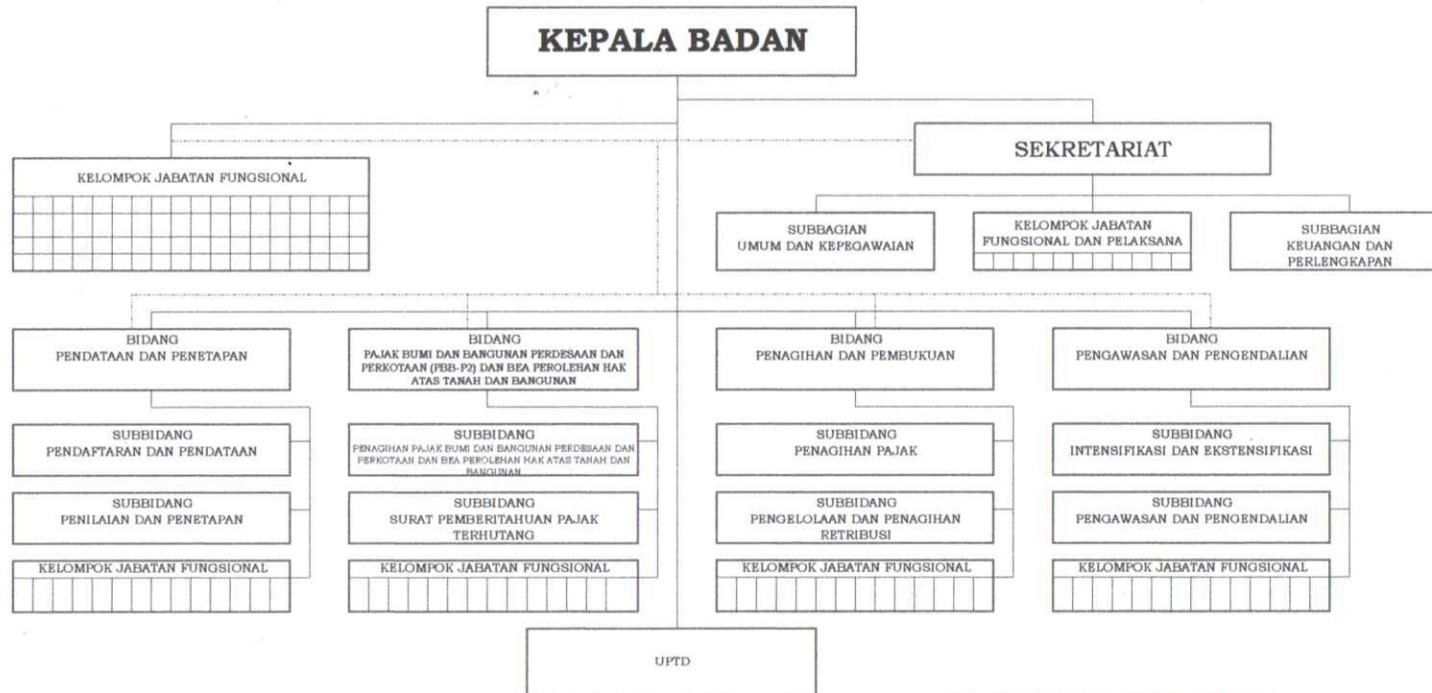 KEPALA BADAN
SEKRETARIAT
KELOMPOK JABATAN FUNGSIONAL
SUBBAGIAN
UMUM DAN KEPEGAWAIAN
KELOMPOK JABATAN
FUNGSIONAL DAN PELAKSANA
SUBBAGIAN
KEUANGAN DAN
PERLENGKAPAN
BIDANG
PENDATAAN DAN PENETAPAN
BIDANG
PAJAK BUMI DAN BANGUNAN PERDESAAN DAN
PERKOTAAN (PBB-P2) DAN BEA PEROLEHAN HAK
ATAS TANAH DAN BANGUNAN
BIDANG
PENAGIHAN DAN PEMBUKUAN
BIDANG
PENGAWASAN DAN PENGENDALIAN
SUBBIDANG
PENDAFTARAN DAN PENDATAAN
SUBBIDANG
PENAGIHAN PAJAK BUMI DAN BANGUNAN PERDESAAN DAN
PERKOTAAN DAN BEA PEROLEHAN HAK ATAS TANAH DAN
BANGUNAN
SUBBIDANG
PENAGIHAN PAJAK
SUBBIDANG
INTENSIFIKASI DAN EKSTENSIFIKASI
SUBBIDANG
PENILAIAN DAN PENETAPAN
SUBBIDANG
SURAT PEMBERITAHUAN PAJAK
TERHUTANG
SUBBIDANG
PENGELOLAAN DAN PENAGIHAN
RETRIBUSI
SUBBIDANG
PENGAWASAN DAN PENGENDALIAN
KELOMPOK JABATAN FUNGSIONAL
KELOMPOK JABATAN FUNGSIONAL
KELOMPOK JABATAN FUNGSIONAL
KELOMPOK JABATAN FUNGSIONAL
UPTD